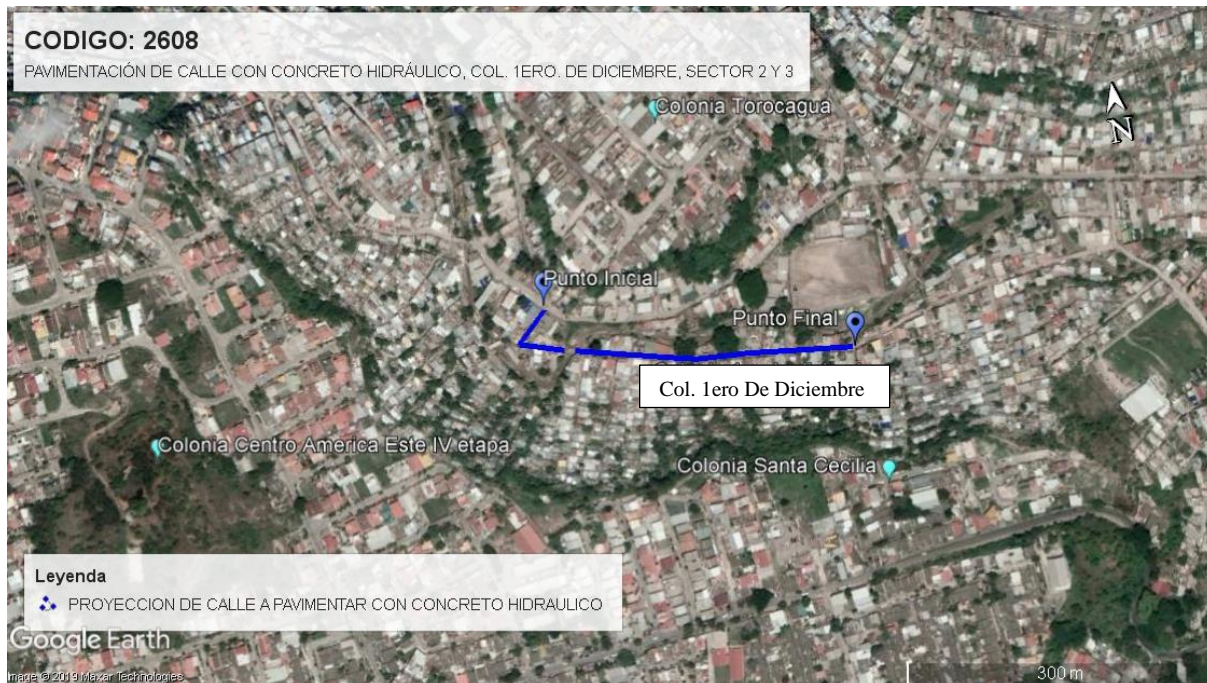 CODIGO: 2608
PAVIMENTACIÓN DE CALLE CON CONCRETO HIDRÁULICO, COL. 1ERO. DE DICIEMBRE, SECTOR 2 Y 3
Colonia Torocagua
N
Punto Inicial
Punto Final
Col. 1ero De Diciembre
Colonia Centro America Este IV etapa
Colonia Santa Cecilia
Leyenda
PROYECCION DE CALLE A PAVIMENTAR CON CONCRETO HIDRAULICO
Google Earth
Image © 2019 Maxar Technologies
300 m